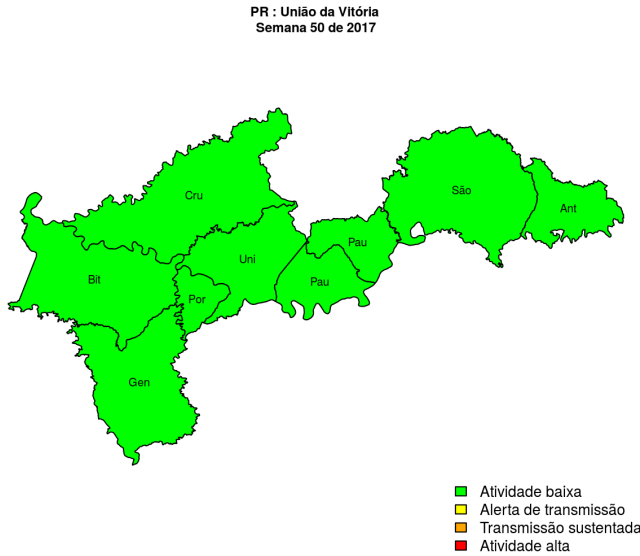 PR : União da Vitória
Semana 50 de 2017
Cru
São
Ant
Pau
Uni
Bit
Pau
Por
Gen
Atividade baixa
Alerta de transmissão
Transmissão sustentada
Atividade alta